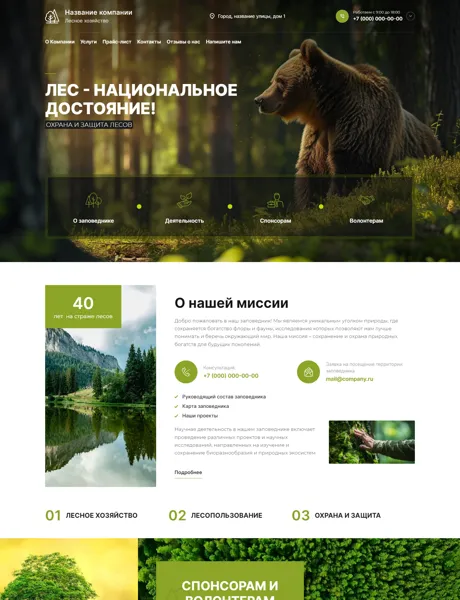 Название компании
Лесное хозяйство
Город, название улицы, дом 1
Работаем с 9:00 до 18:00
+7 (000) 000-00-00
О Компании Услуги Прайс-лист Контакты Отзывы о нас Напишите нам
ЛЕС - НАЦИОНАЛЬНОЕ
ДОСТОЯНИЕ!
ОХРАНА И ЗАЩИТА ЛЕСОВ
О заповеднике Деятельность Спонсорам Волонтерам
40
лет на страже лесов
О нашей миссии
Добро пожаловать в наш заповедник! Мы являемся уникальным уголком природы, где
сохраняется богатство флоры и фауны, исследования которых позволяют нам лучше
понимать и беречь окружающий мир. Наша миссия - сохранение и охрана природных
богатств для будущих поколений.
Консультация
+7 (000) 000-00-00
Заявка на посещение территории
заповедника
mail@company.ru
Руководящий состав заповедника
Карта заповедника
Наши проекты
Научная деятельность в нашем заповеднике включает
проведение различных проектов и научных
исследований, направленных на изучение и
сохранение биоразнообразия и природных экосистем.
Подробнее
01 ЛЕСНОЕ ХОЗЯЙСТВО
02 ЛЕСОПОЛЬЗОВАНИЕ
03 ОХРАНА И ЗАЩИТА
СПОНСОРАМ И
ВОЛОНТЕРАМ